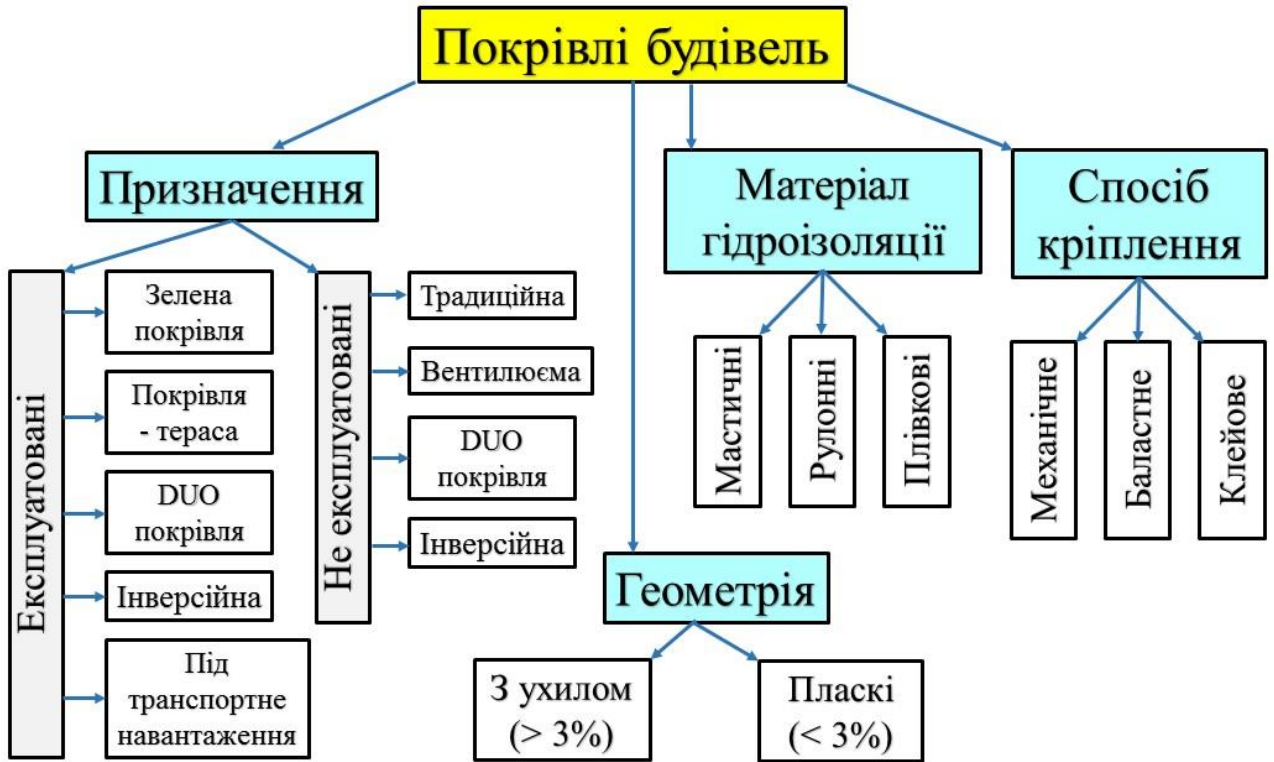 Покрівлі будівель
Призначення
Експлуатовані
Зелена
покрівля
Покрівля
- тераса
DUO
покрівля
Інверсійна
Під
транспортне
навантаження
Не експлуатовані
Традиційна
Вентилюєма
DUO
покрівля
Інверсійна
Геометрія
З ухилом
(> 3%)
Пласкі
(< 3%)
Матеріал
гідроізоляції
Мастичні
Рулонні
Плівкові
Спосіб
кріплення
Механічне
Баластне
Клейове